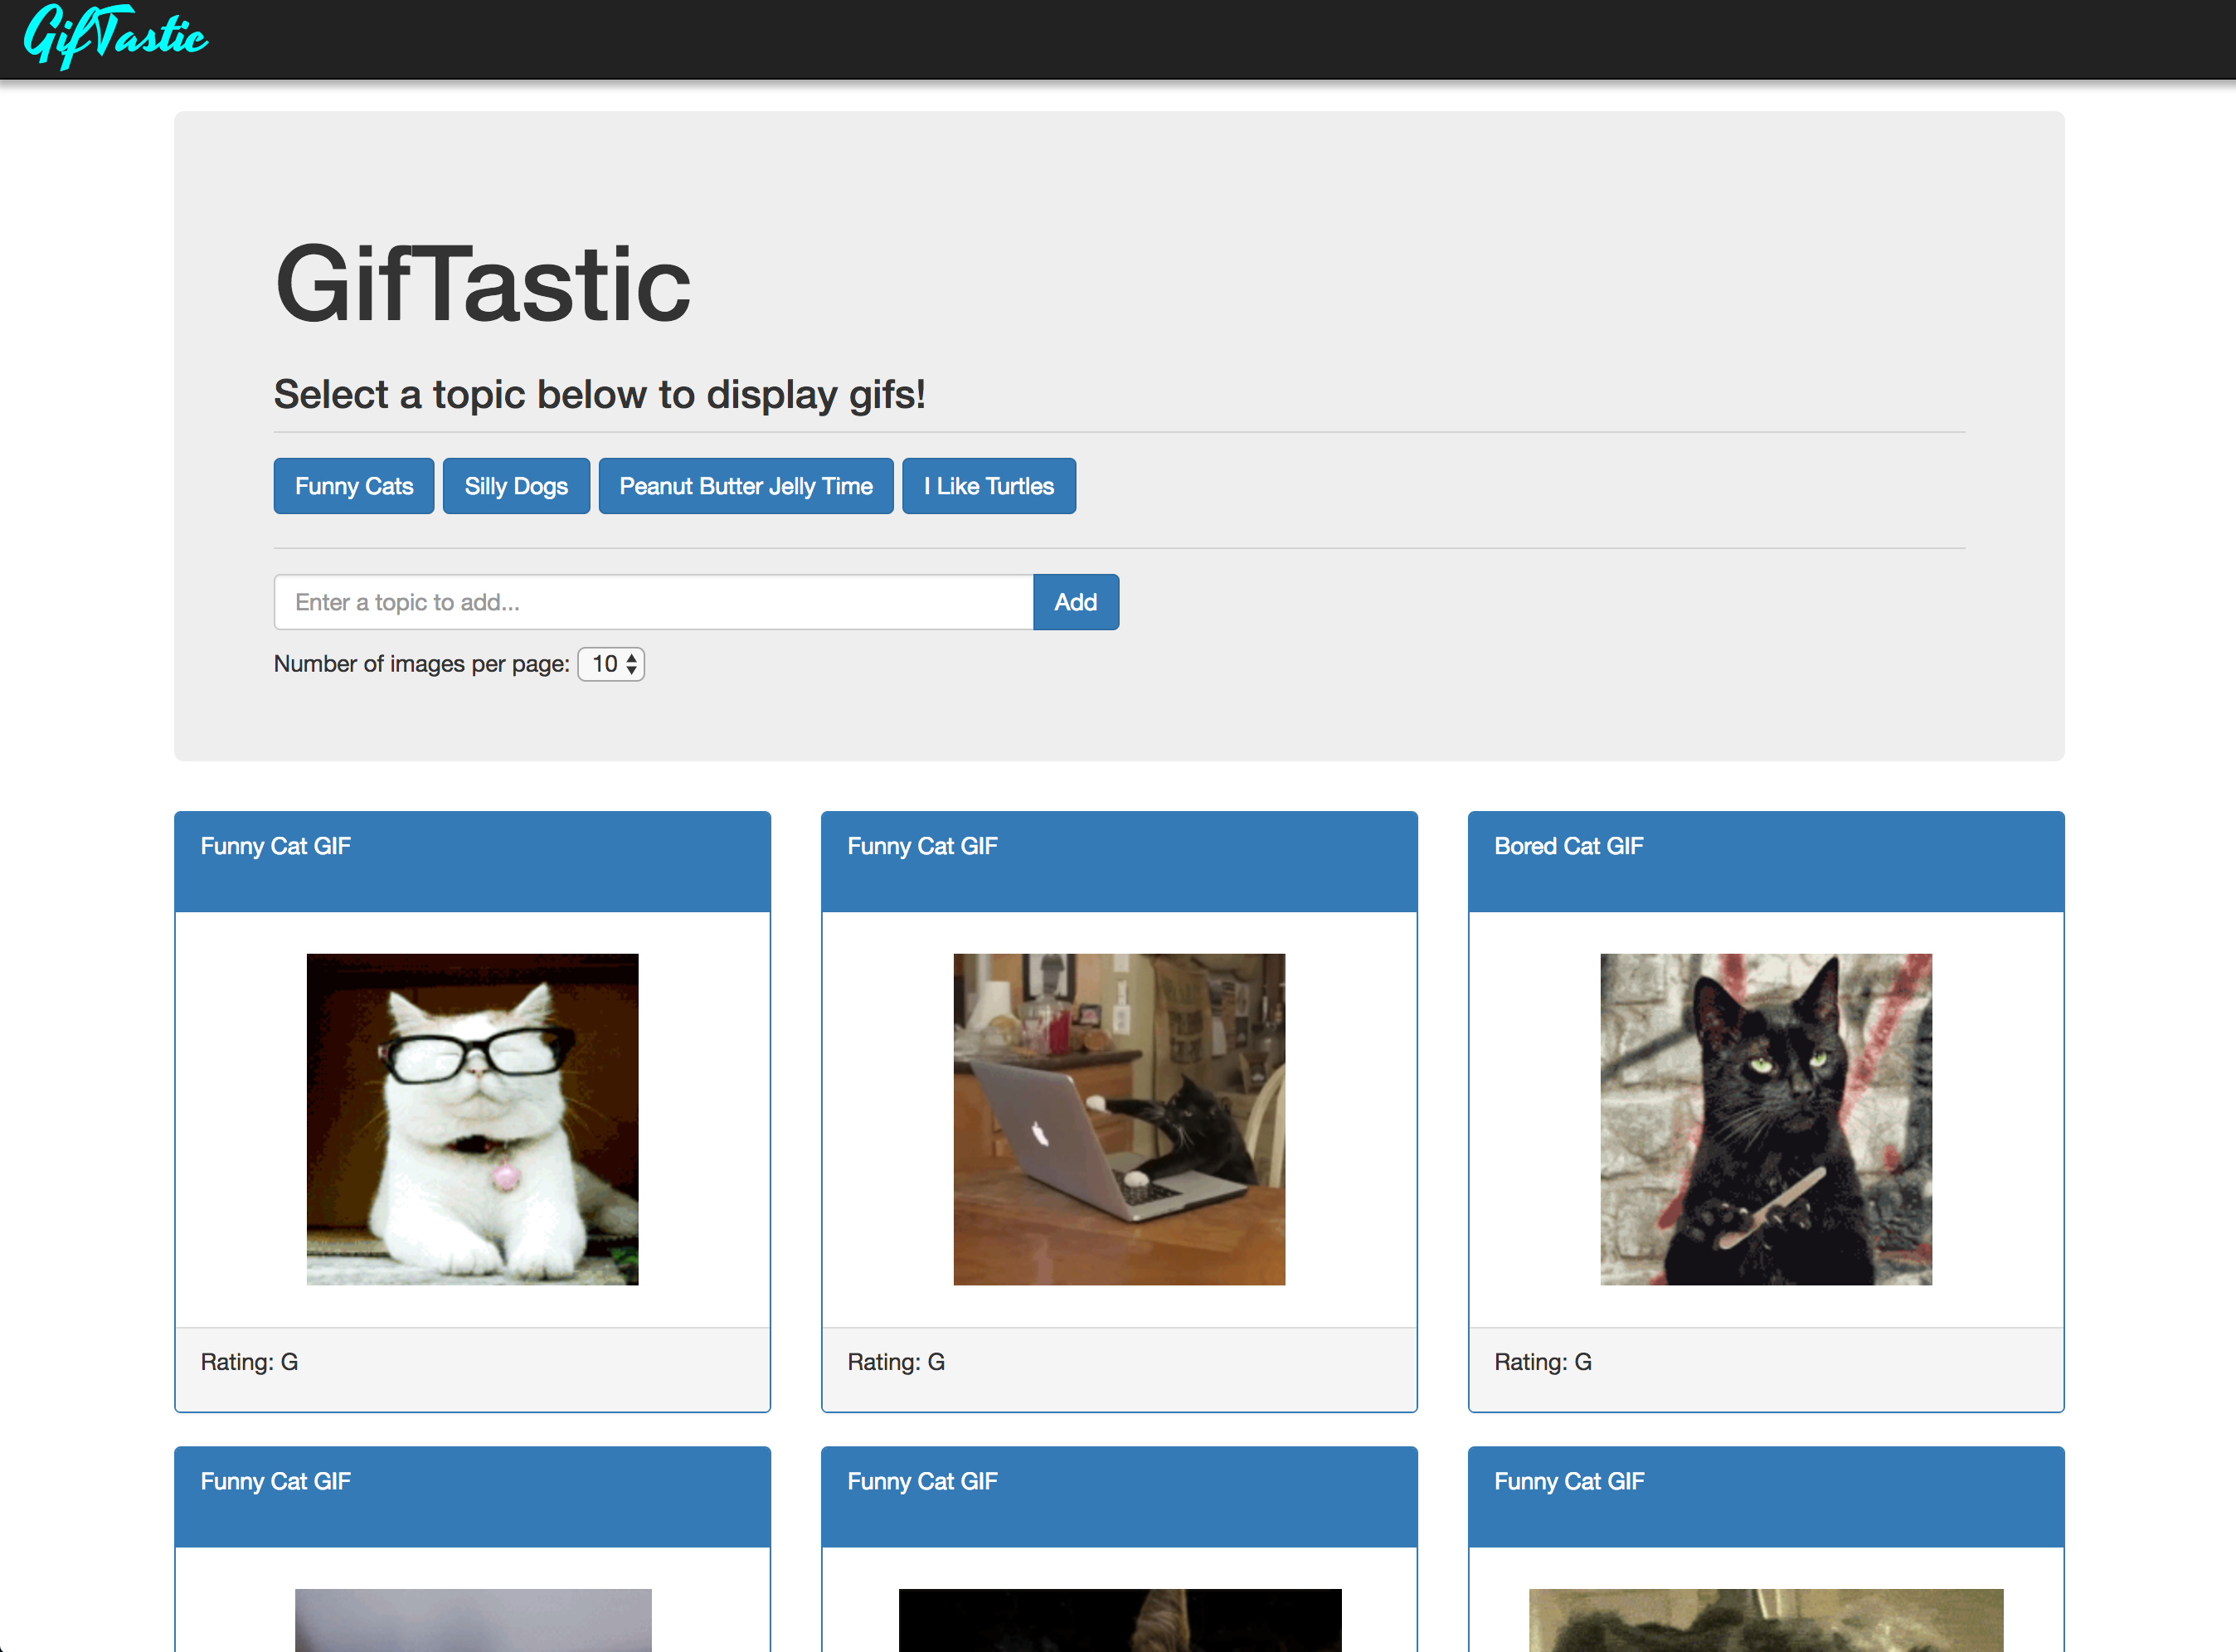 GifTastic
GifTastic
Select a topic below to display gifs!
Funny Cats Silly Dogs Peanut Butter Jelly Time I Like Turtles
Enter a topic to add... Add
Number of images per page: 10
Funny Cat GIF Funny Cat GIF Bored Cat GIF
Rating: G Rating: G Rating: G
Funny Cat GIF Funny Cat GIF Funny Cat GIF